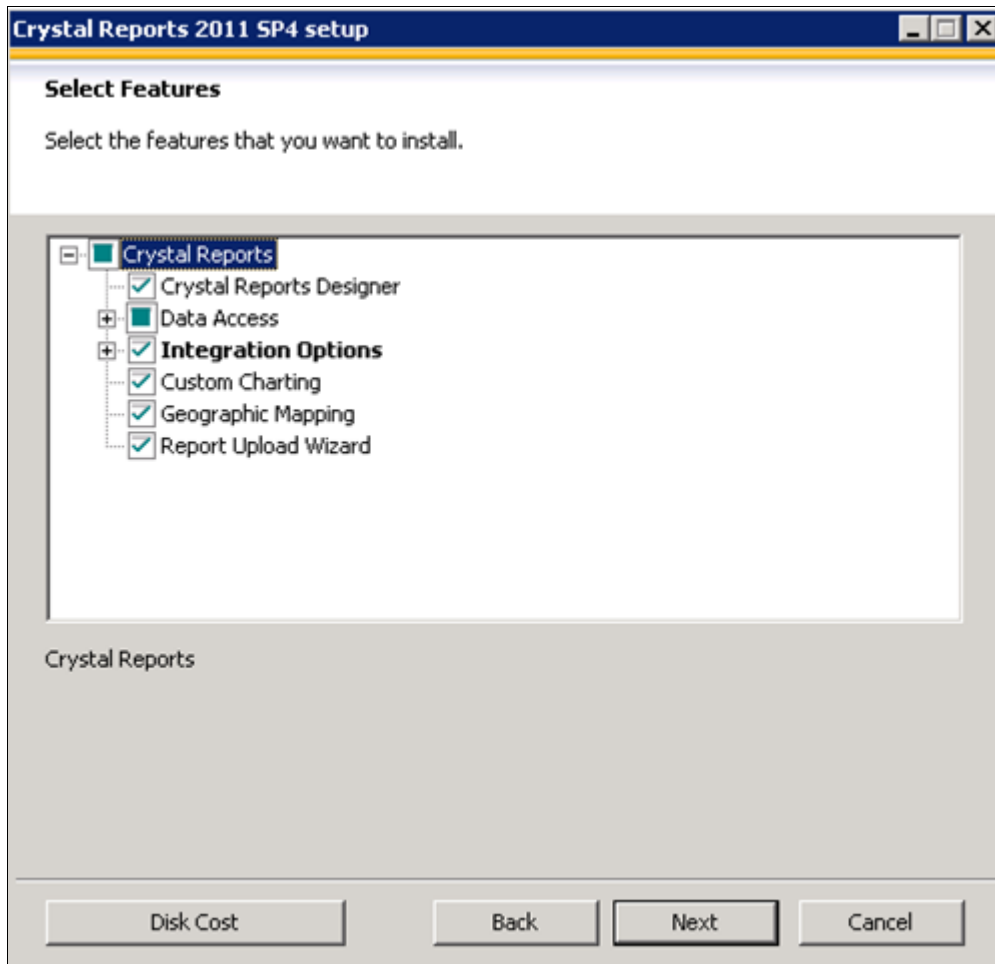 Crystal Reports 2011 SP4 setup
Select Features
Select the features that you want to install.
Crystal Reports
Crystal Reports Designer
Data Access
Integration Options
Custom Charting
Geographic Mapping
Report Upload Wizard
Crystal Reports
Disk Cost
Back
Next
Cancel